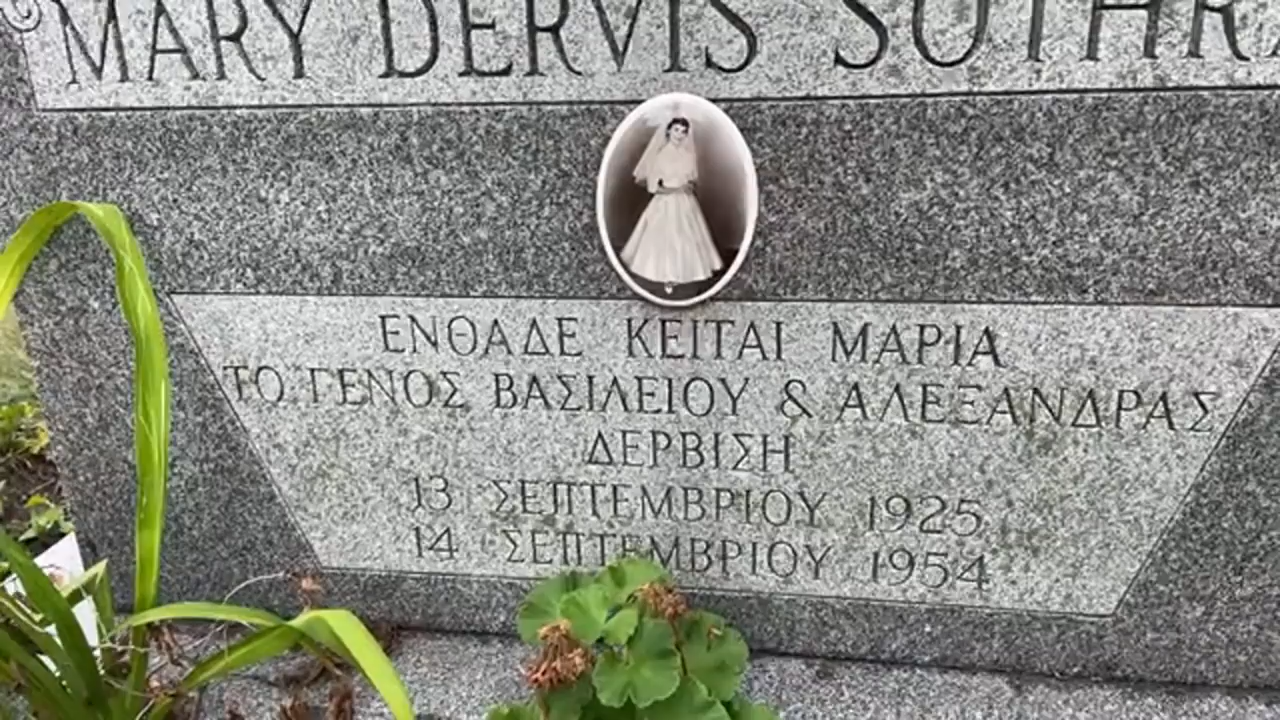 MARY DERVIS
ΕΝΘΑΔΕ ΚΕΙΤΑΙ ΜΑΡΙΑ
ΤΟ ΓΕΝΟΣ ΒΑΣΙΛΕΙΟΥ & ΑΛΕΞΑΝΔΡΑΣ
ΔΕΡΒΙΣΗ
13 ΣΕΠΤΕΜΒΡΙΟΥ 1925
14 ΣΕΠΤΕΜΒΡΙΟΥ 1954